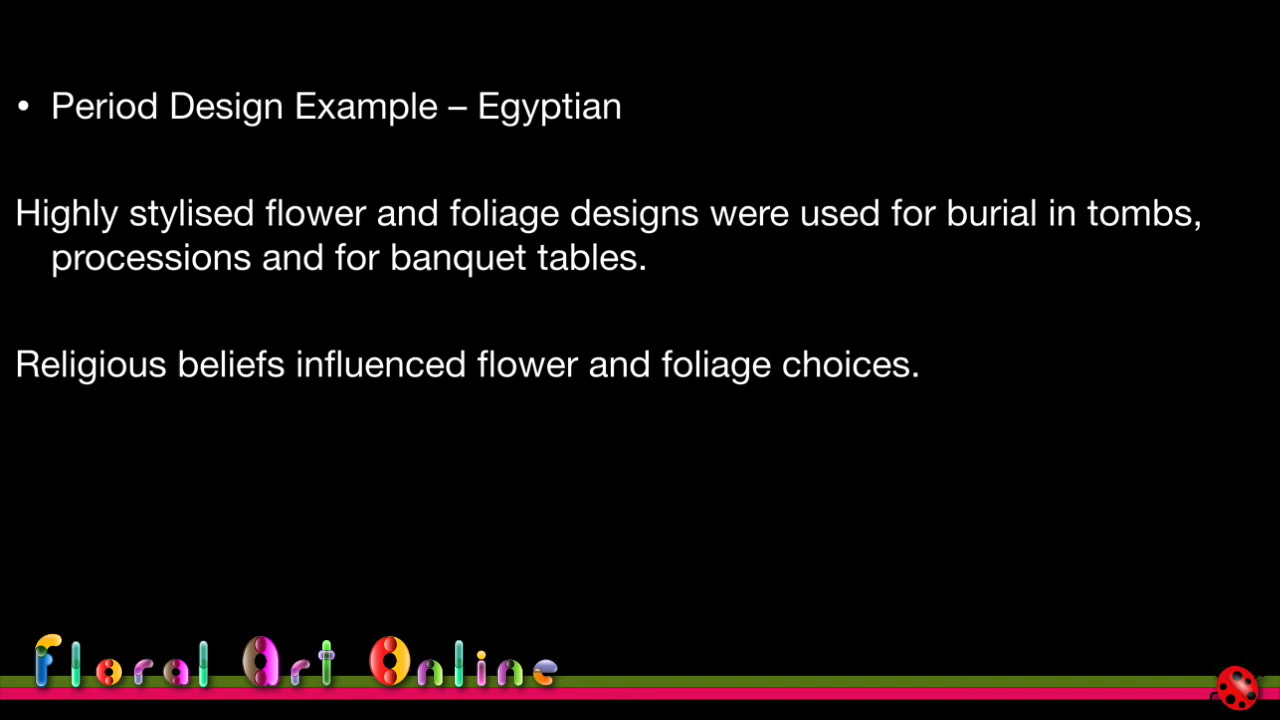 • Period Design Example – Egyptian
Highly stylised flower and foliage designs were used for burial in tombs,
processions and for banquet tables.
Religious beliefs influenced flower and foliage choices.
Floral Art Online